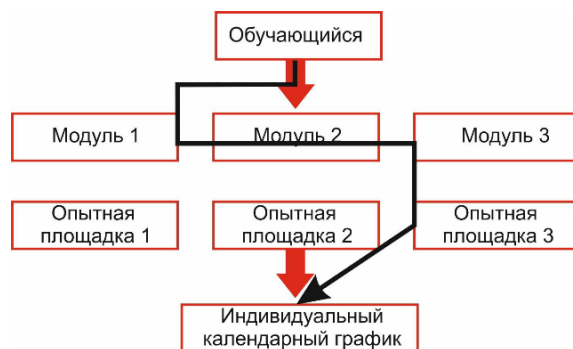 Обучающийся
Модуль 1
Модуль 2
Модуль 3
Опытная
площадка 1
Опытная
площадка 2
Опытная
площадка 3
Индивидуальный
календарный график